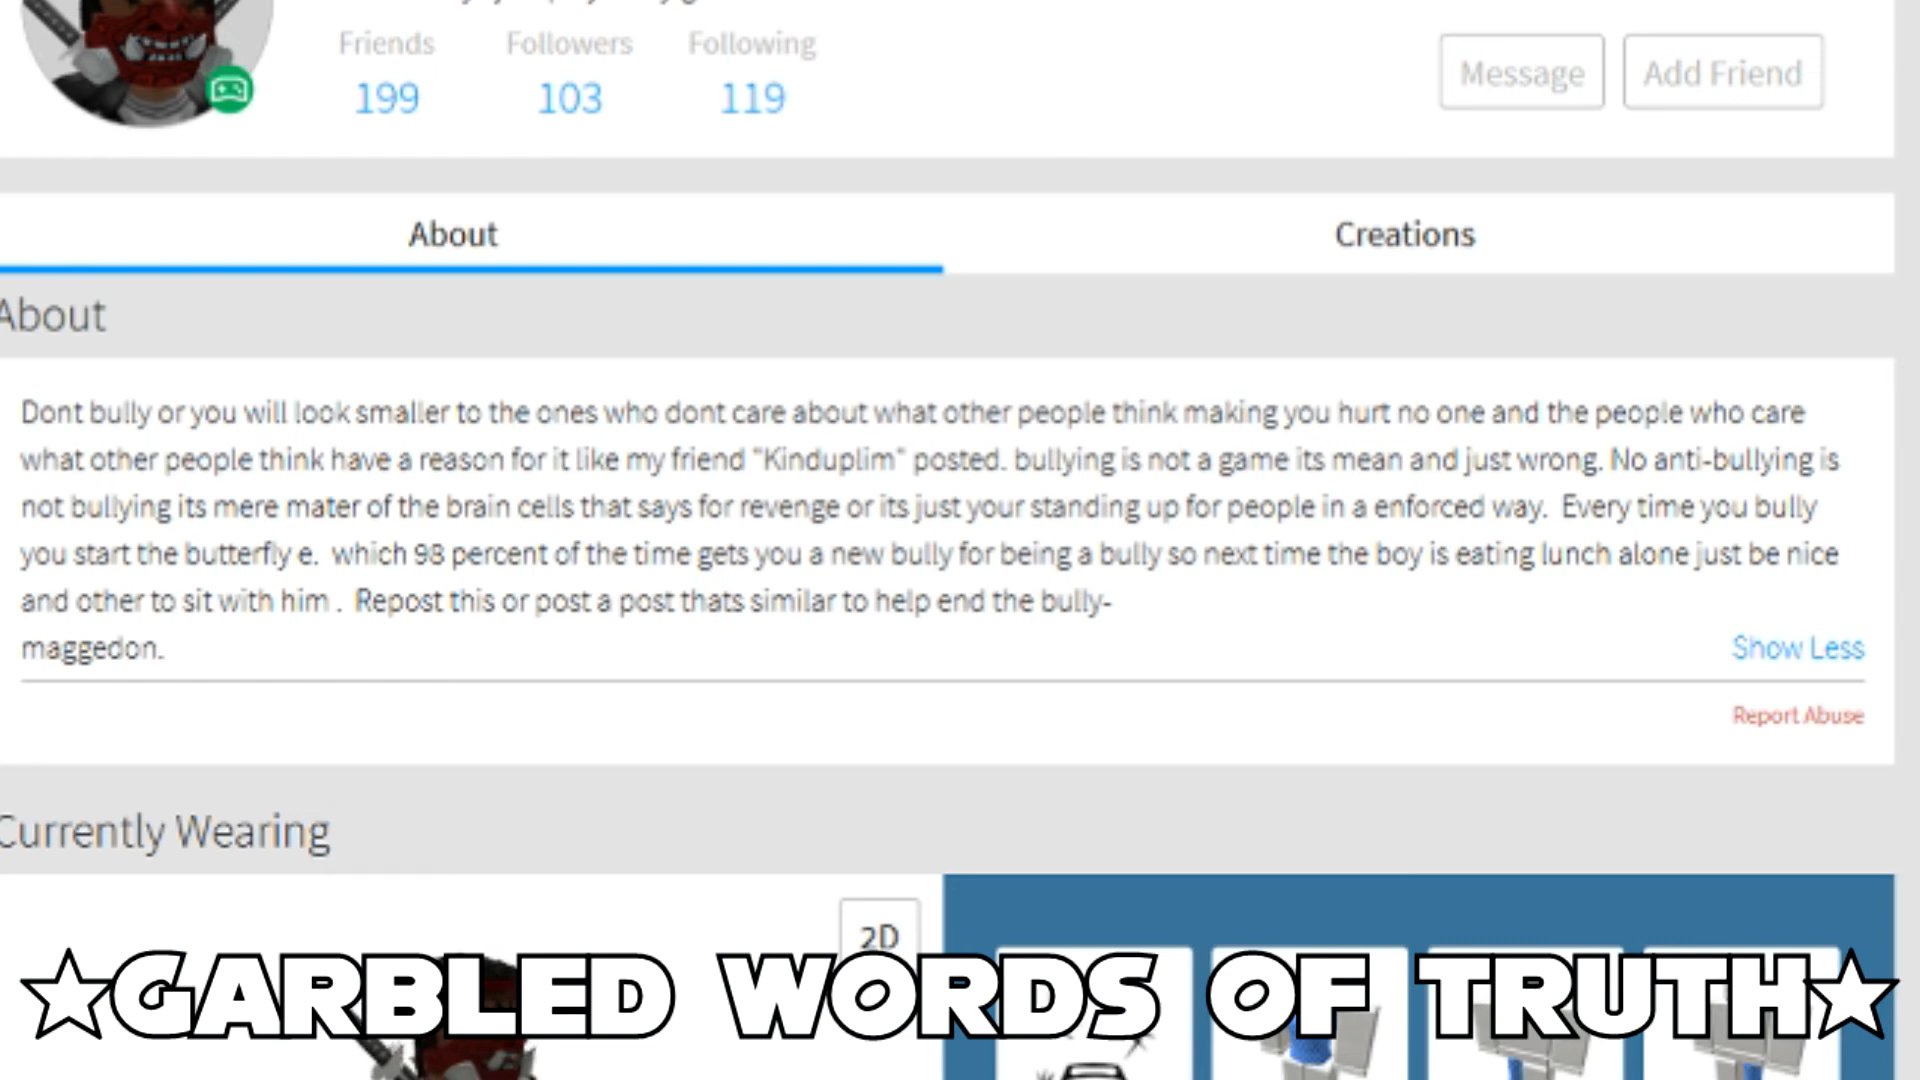 Friends Followers Following
199 103 119
Message Add Friend
About Creations
About
Dont bully or you will look smaller to the ones who dont care about what other people think making you hurt no one and the people who care
what other people think have a reason for it like my friend "Kinduplim" posted. bullying is not a game its mean and just wrong. No anti-bullying is
not bullying its mere mater of the brain cells that says for revenge or its just your standing up for people in a enforced way.  Every time you bully
you start the butterfly e.  which 98 percent of the time gets you a new bully for being a bully so next time the boy is eating lunch alone just be nice
and other to sit with him .  Repost this or post a post thats similar to help end the bully-
maggedon.
Show Less
Report Abuse
Currently Wearing
2D
★GARBLED WORDS OF TRUTH★